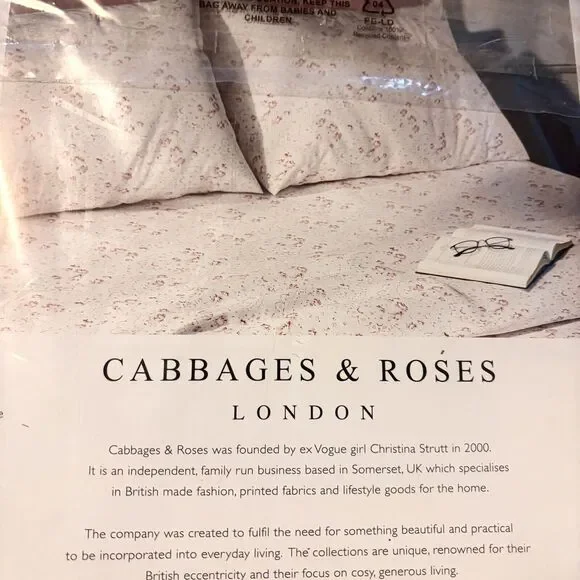 KEEP THIS
BAG AWAY FROM BABIES AND
CHILDREN
04
PE-LD
CABBAGES & ROSES
LONDON
Cabbages & Roses was founded by ex Vogue girl Christina Strutt in 2000.
It is an independent, family run business based in Somerset, UK which specialises
in British made fashion, printed fabrics and lifestyle goods for the home.
The company was created to fulfil the need for something beautiful and practical
to be incorporated into everyday living. The collections are unique, renowned for their
British eccentricity and their focus on cosy, generous living.